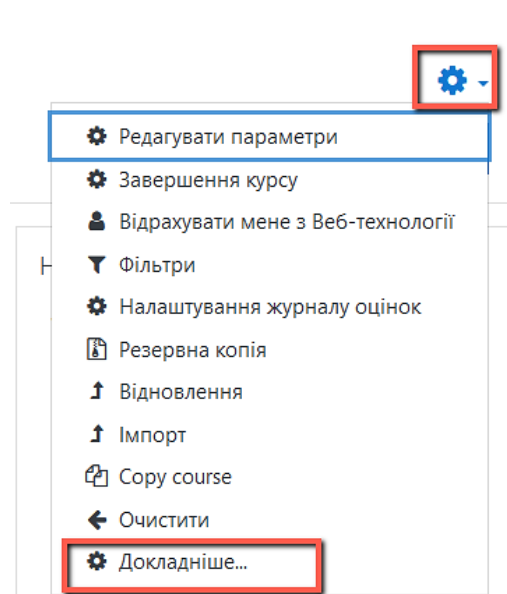 Редагувати параметри
Завершення курсу
Відрахувати мене з Веб-технології
Фільтри
Н
Налаштування журналу оцінок
Резервна копія
Відновлення
Імпорт
Copy course
Очистити
Докладніше...